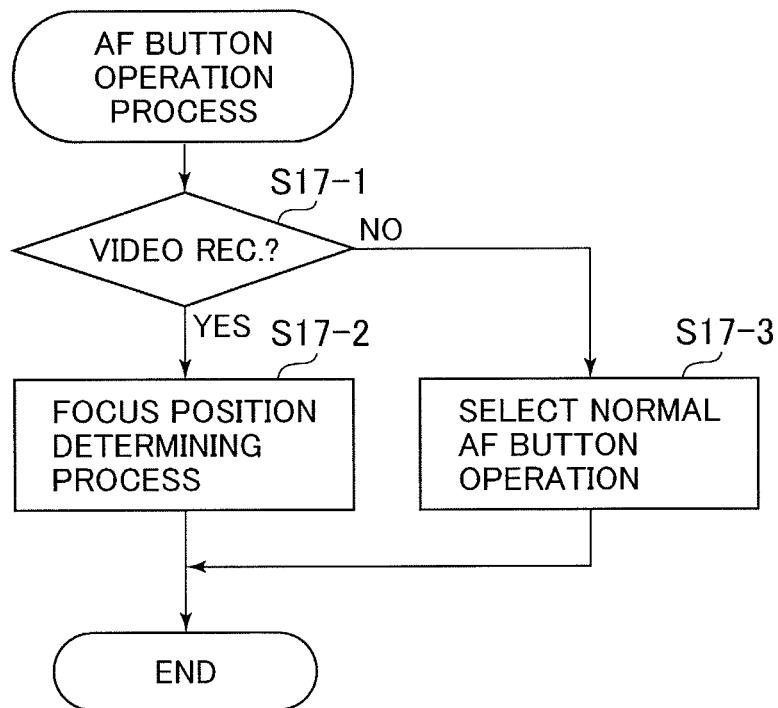 AF BUTTON
OPERATION
PROCESS
S17-1
VIDEO REC.?
NO
YES
S17-2
FOCUS POSITION
DETERMINING
PROCESS
S17-3
SELECT NORMAL
AF BUTTON
OPERATION
END